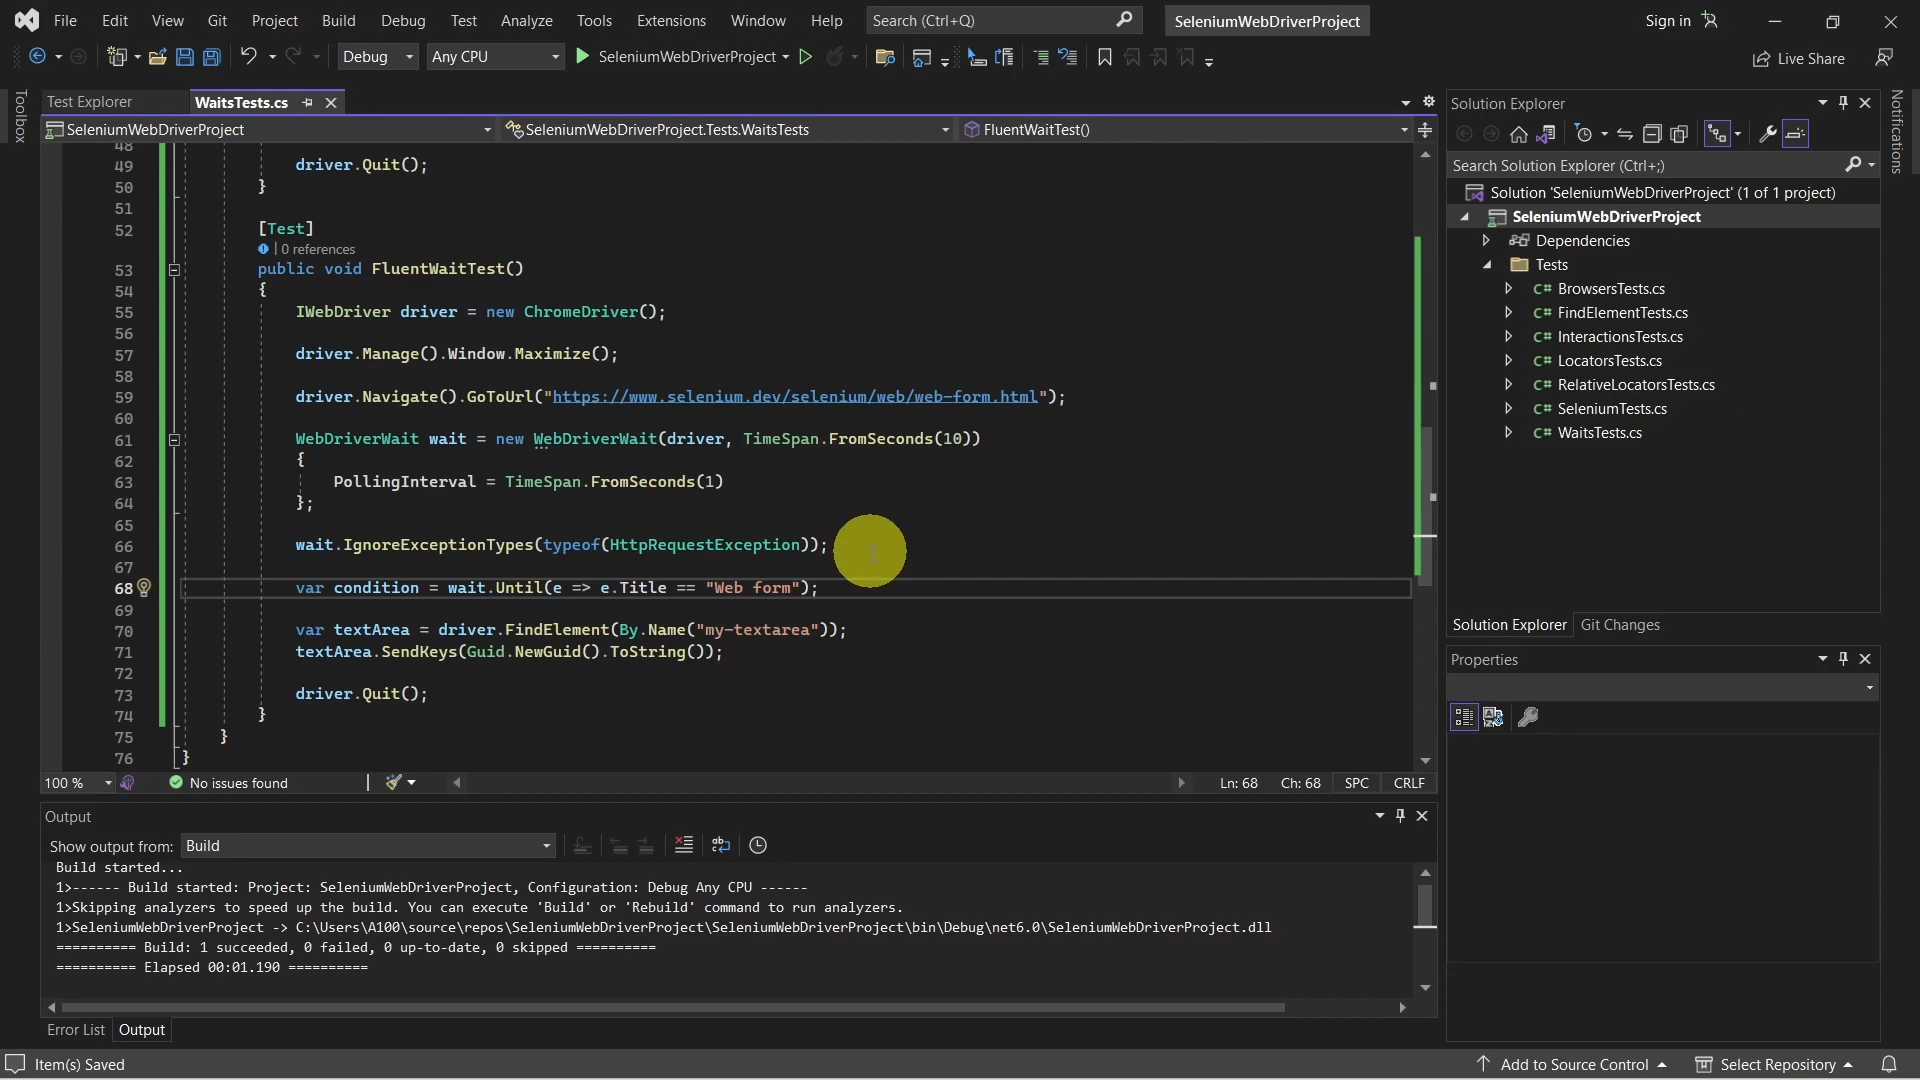 File Edit View Git Project Build Debug Test Analyze Tools Extensions Window Help Search (Ctrl+Q) SeleniumWebDriverProject Sign in
Debug Any CPU SeleniumWebDriverProject Live Share
Toolbox
Test Explorer WaitsTests.cs
SeleniumWebDriverProject SeleniumWebDriverProject.Tests.WaitsTests FluentWaitTest()
48
49 driver.Quit();
50 }
51
52 [Test]
| 0 references
53 public void FluentWaitTest()
54 {
55 IWebDriver driver = new ChromeDriver();
56
57 driver.Manage().Window.Maximize();
58
59 driver.Navigate().GoToUrl("https://www.selenium.dev/selenium/web/web-form.html");
60
61 WebDriverWait wait = new WebDriverWait(driver, TimeSpan.FromSeconds(10))
62 {
63 PollingInterval = TimeSpan.FromSeconds(1)
64 };
65
66 wait.IgnoreExceptionTypes(typeof(HttpRequestException));
67
68 var condition = wait.Until(e => e.Title == "Web form");
69
70 var textArea = driver.FindElement(By.Name("my-textarea"));
71 textArea.SendKeys(Guid.NewGuid().ToString());
72
73 driver.Quit();
74 }
75 }
76 }
100 % No issues found Ln: 68 Ch: 68 SPC CRLF
Output
Show output from: Build
Build started...
1>------ Build started: Project: SeleniumWebDriverProject, Configuration: Debug Any CPU ------
1>Skipping analyzers to speed up the build. You can execute 'Build' or 'Rebuild' command to run analyzers.
1>SeleniumWebDriverProject -> C:\Users\A100\source\repos\SeleniumWebDriverProject\SeleniumWebDriverProject\bin\Debug\net6.0\SeleniumWebDriverProject.dll
========== Build: 1 succeeded, 0 failed, 0 up-to-date, 0 skipped ==========
========== Elapsed 00:01.190 ==========
Error List Output
Solution Explorer
Search Solution Explorer (Ctrl+;)
Solution 'SeleniumWebDriverProject' (1 of 1 project)
SeleniumWebDriverProject
Dependencies
Tests
C# BrowsersTests.cs
C# FindElementTests.cs
C# InteractionsTests.cs
C# LocatorsTests.cs
C# RelativeLocatorsTests.cs
C# SeleniumTests.cs
C# WaitsTests.cs
Solution Explorer Git Changes
Properties
Notifications
Item(s) Saved Add to Source Control Select Repository